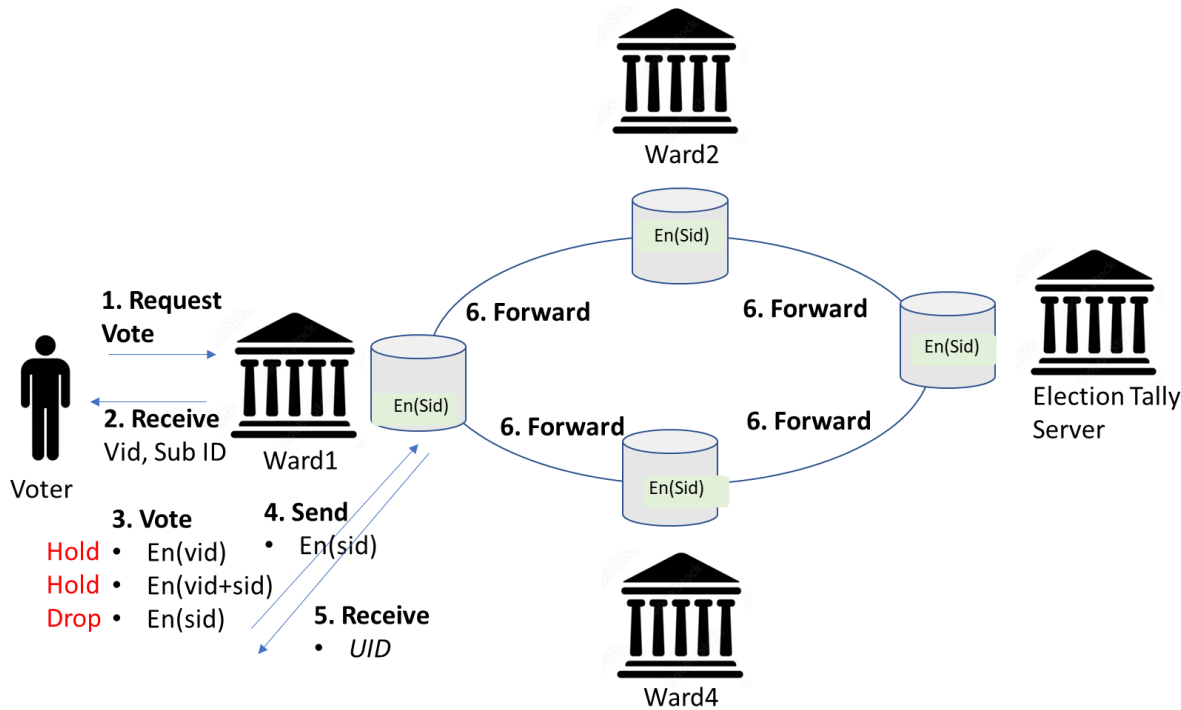 Ward2
En(Sid)
1. Request
Vote
6. Forward
6. Forward
En(Sid)
En(Sid)
Election Tally
Server
2. Receive
Vid, Sub ID
Ward1
Voter
6. Forward
6. Forward
En(Sid)
3. Vote
Hold • En(vid)
Hold • En(vid+sid)
Drop • En(sid)
4. Send
• En(sid)
5. Receive
• UID
Ward4